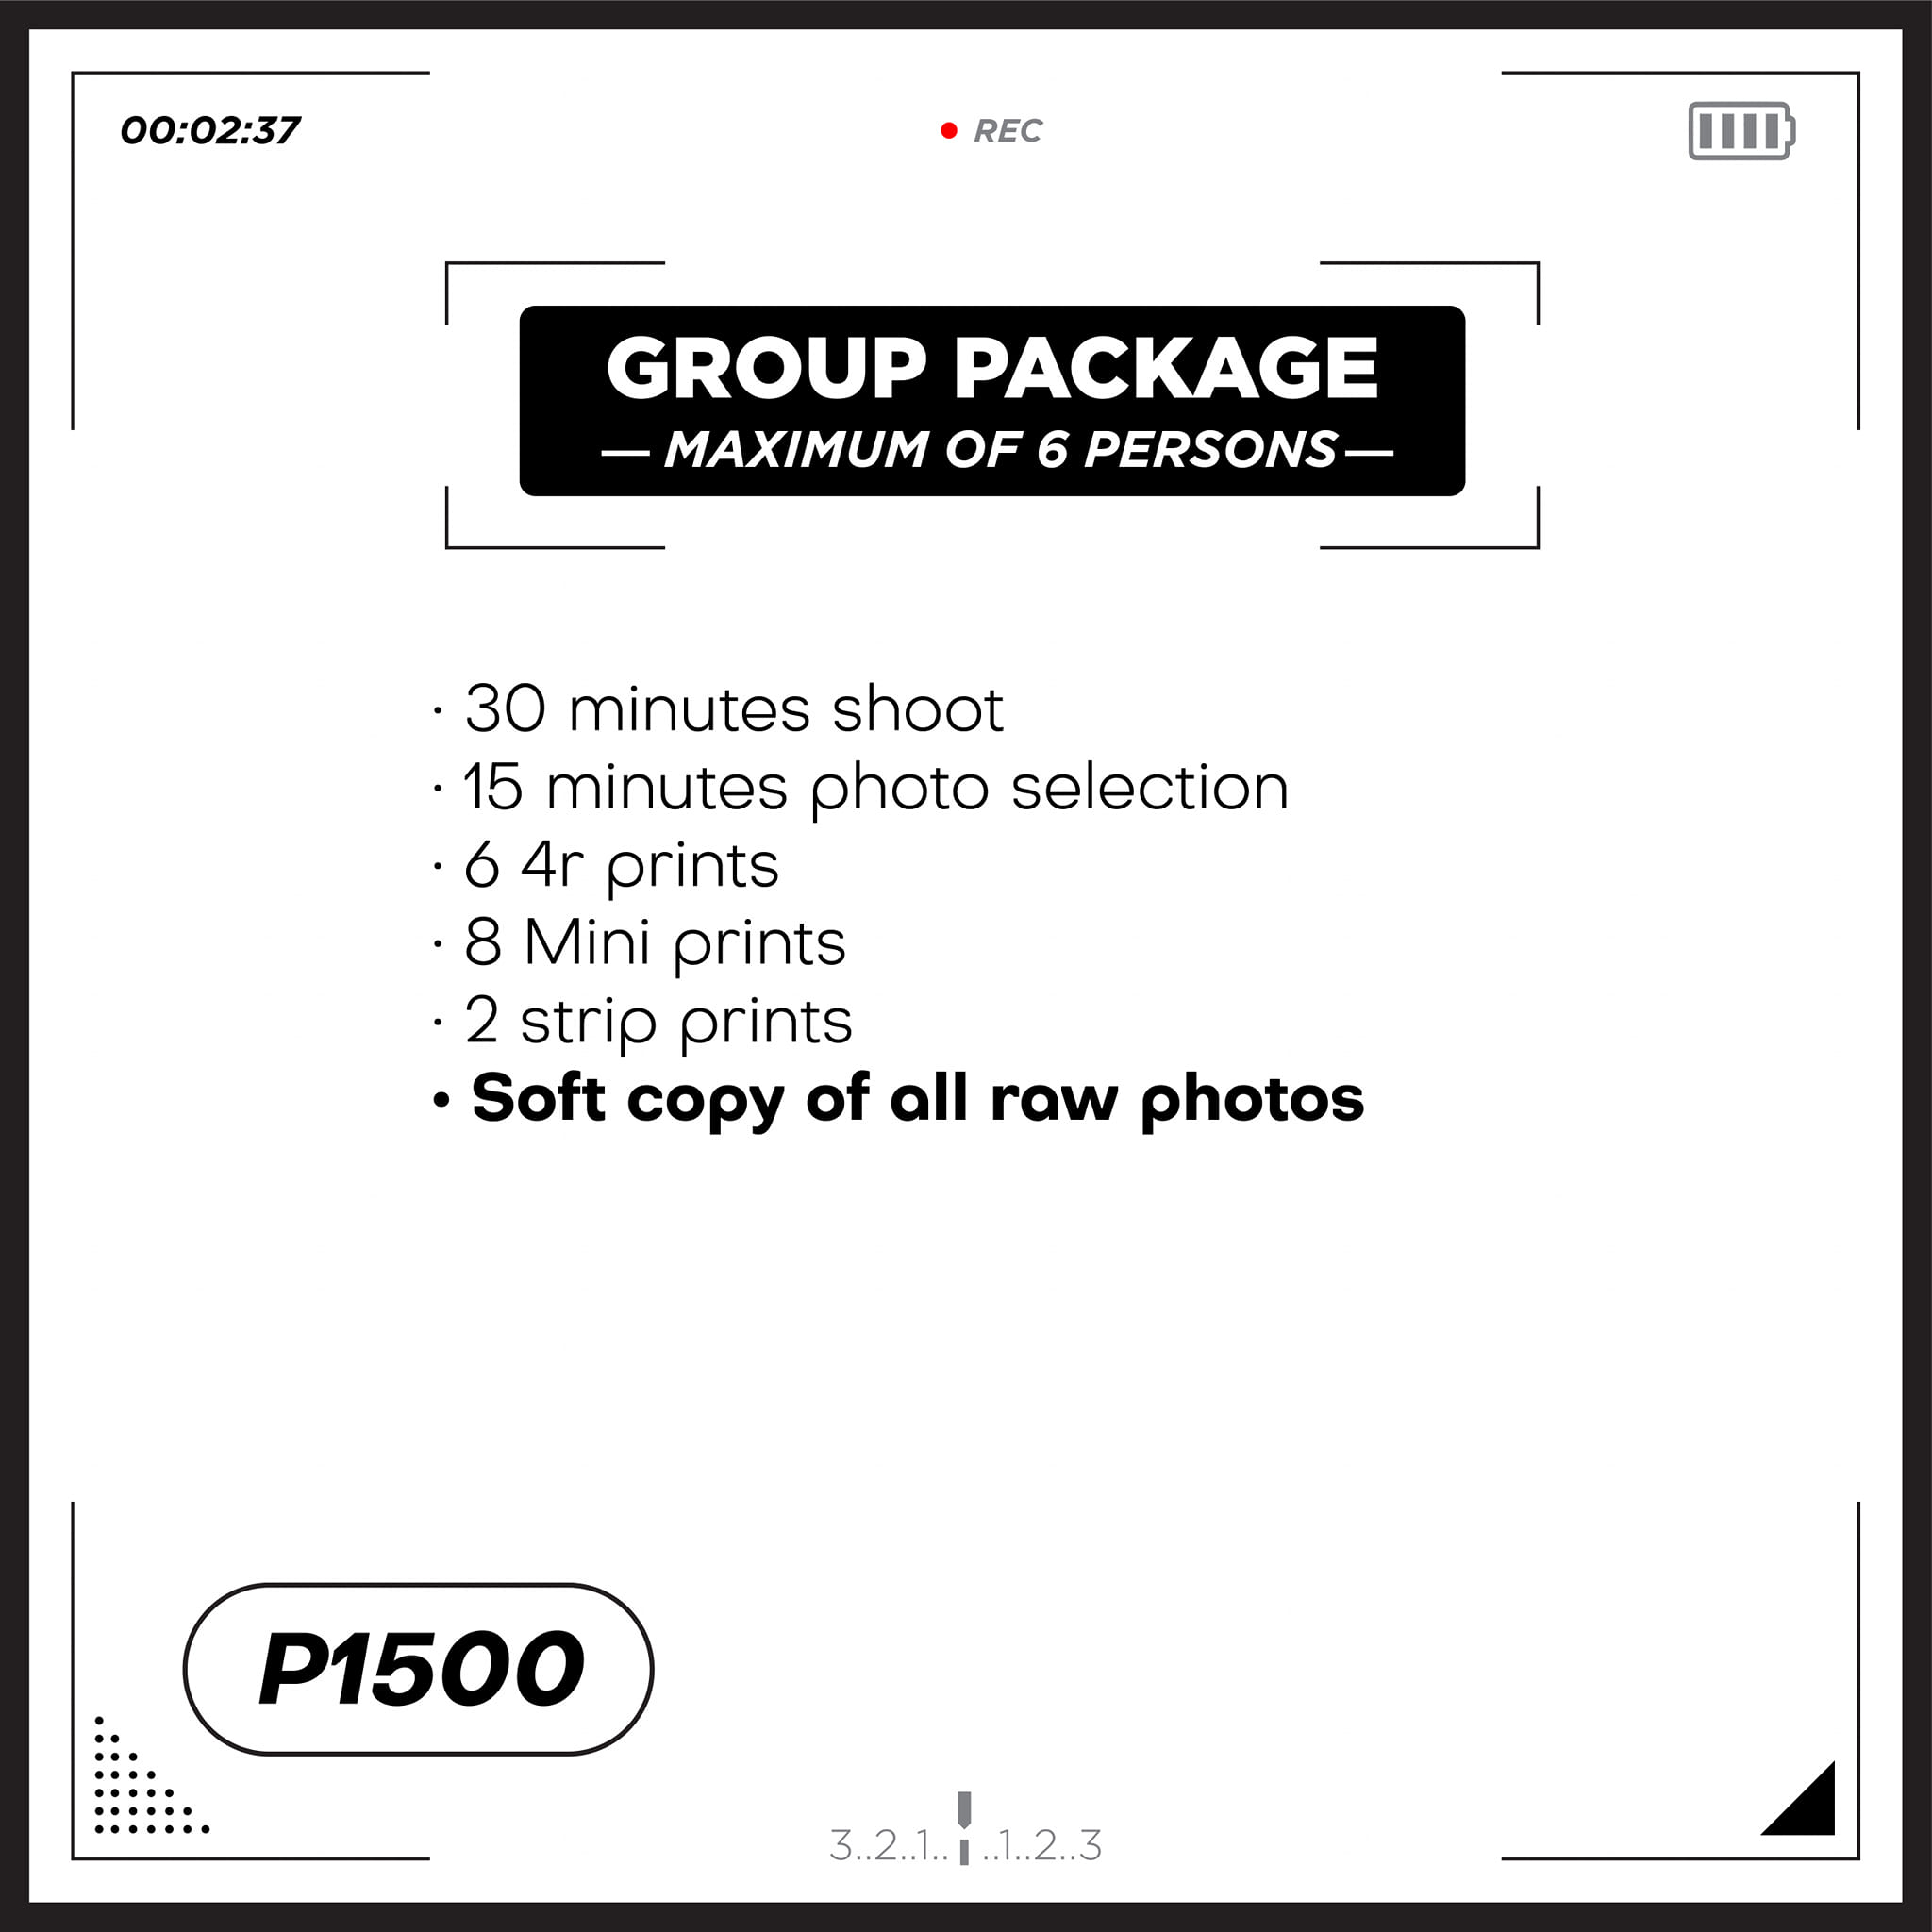 00:02:37
REC
GROUP PACKAGE
— MAXIMUM OF 6 PERSONS —
· 30 minutes shoot
· 15 minutes photo selection
· 6 4r prints
· 8 Mini prints
· 2 strip prints
• Soft copy of all raw photos
P1500
3..2..1.. ..1..2..3